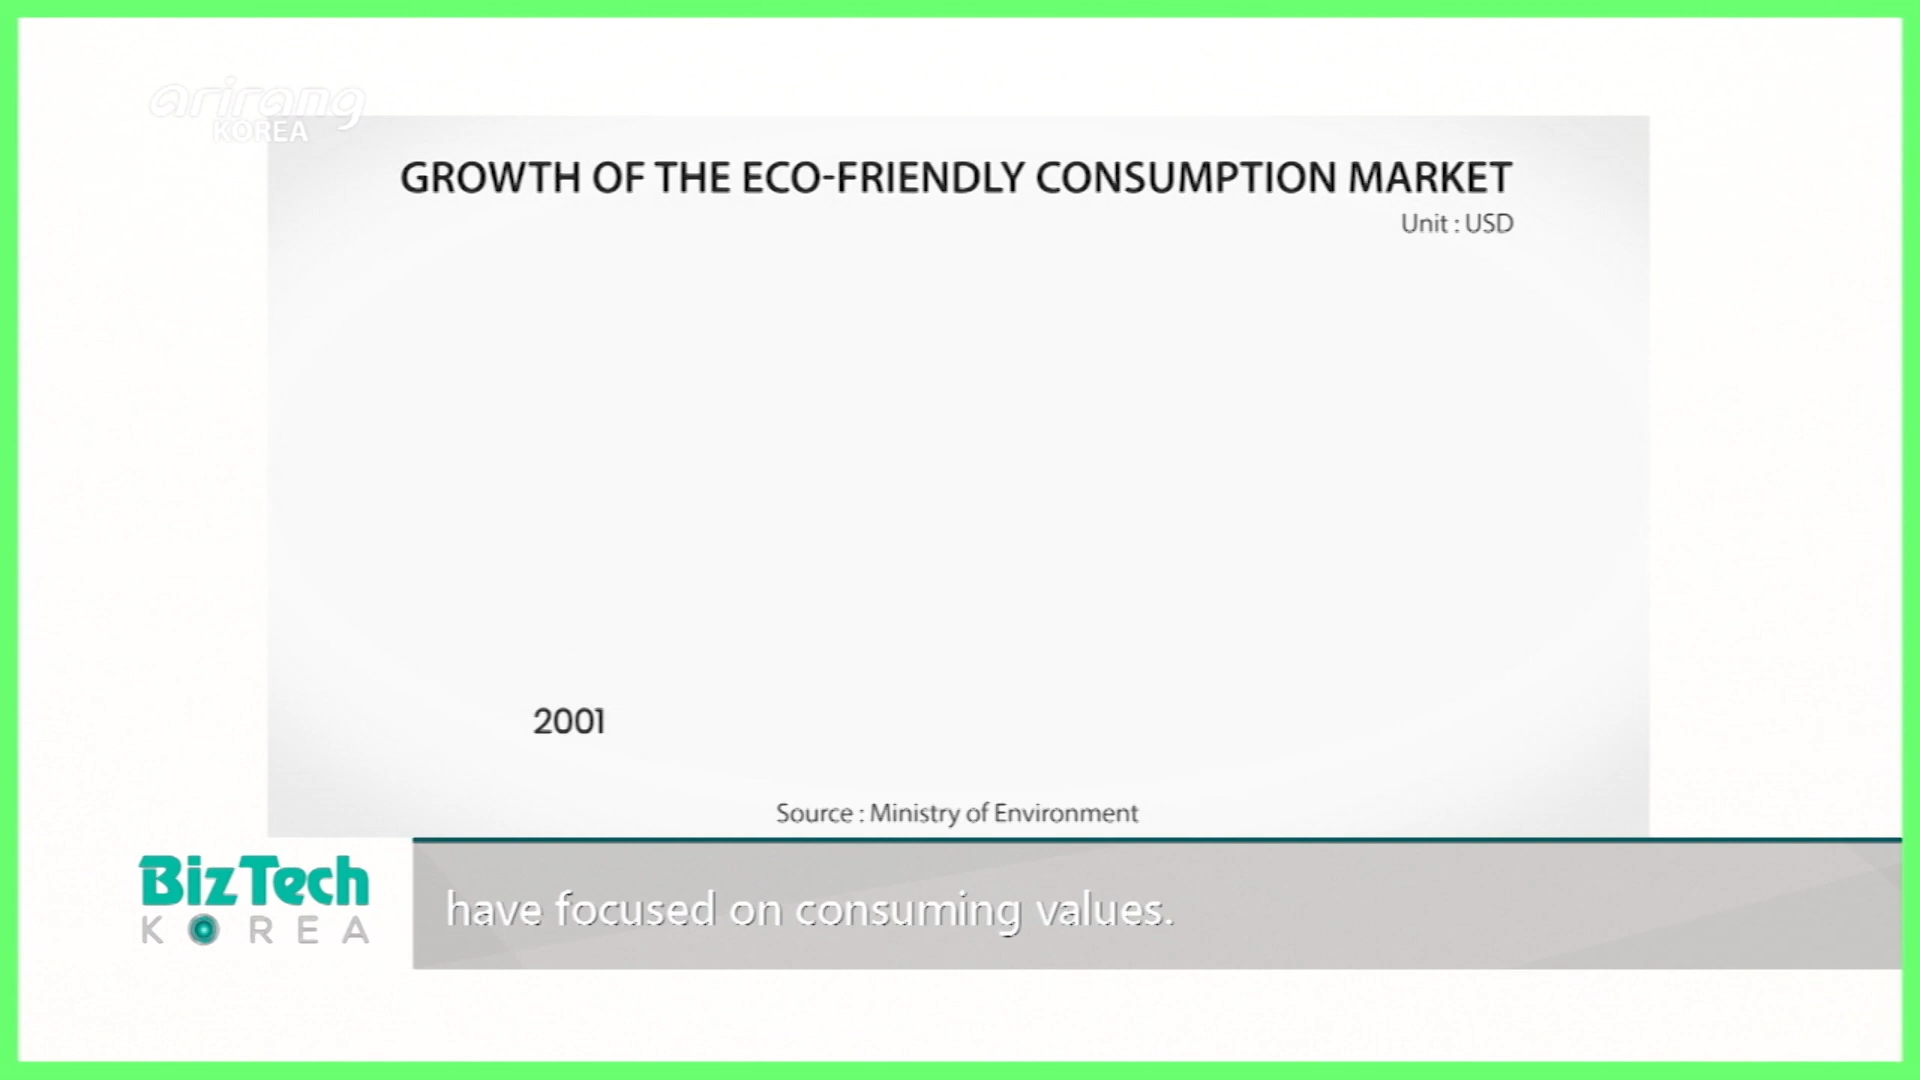 arirang
KOREA
GROWTH OF THE ECO-FRIENDLY CONSUMPTION MARKET
Unit : USD
2001
Source : Ministry of Environment
BizTech
KOREA
have focused on consuming values.